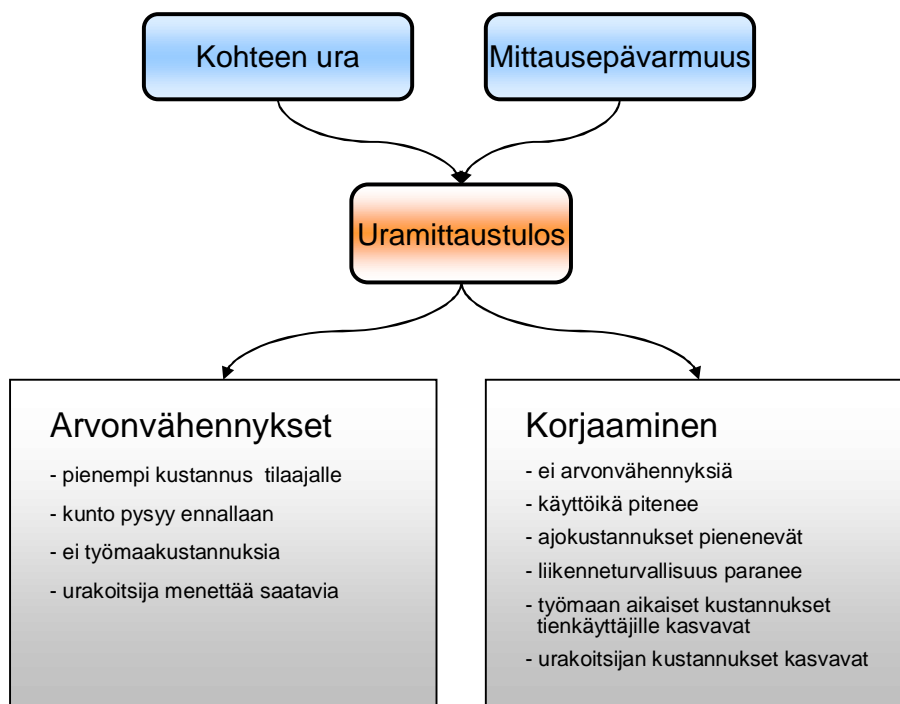 Kohteen ura
Mittausepävarmuus
Uramittaustulos
Arvonvähennykset
- pienempi kustannus tilaajalle
- kunto pysyy ennallaan
- ei työmaakustannuksia
- urakoitsija menettää saatavia
Korjaaminen
- ei arvonvähennyksiä
- käyttöikä pitenee
- ajokustannukset pienenevät
- liikenneturvallisuus paranee
- työmaan aikaiset kustannukset
tienkäyttäjille kasvavat
- urakoitsijan kustannukset kasvavat